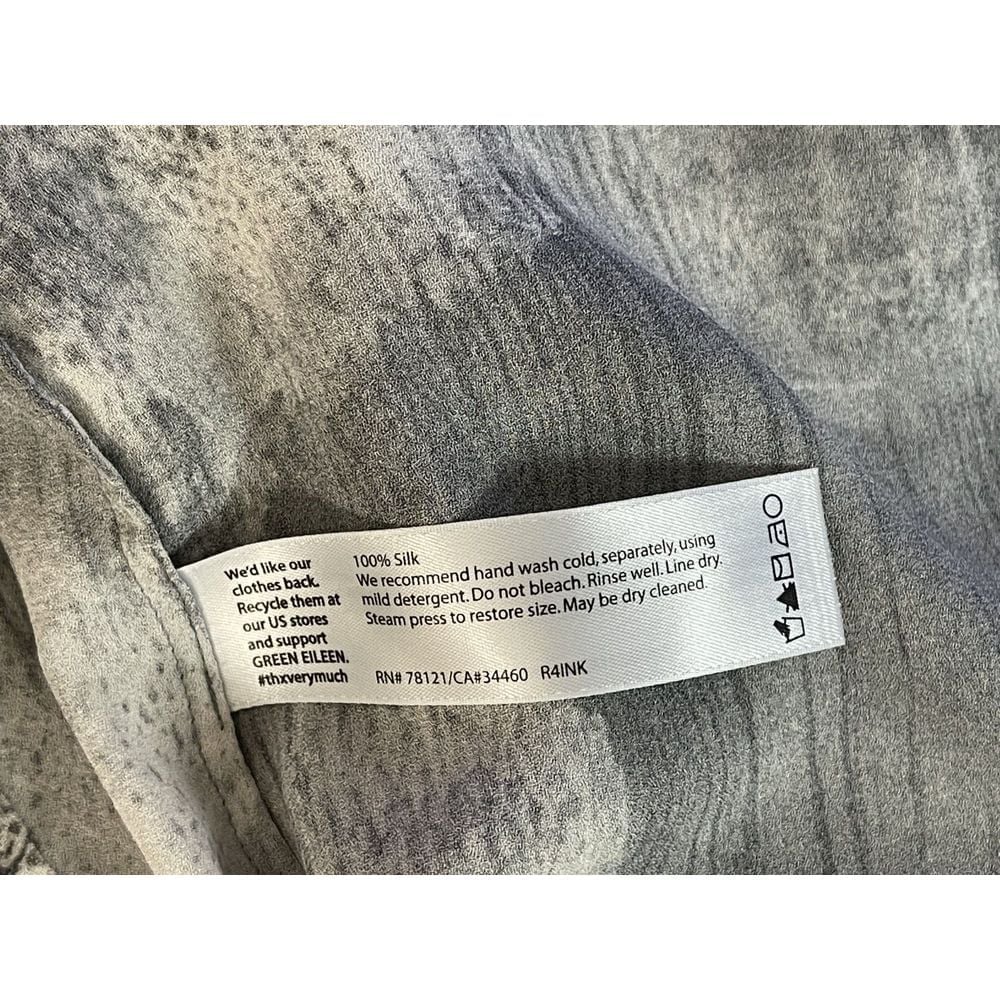 We'd like our
clothes back.
Recycle them at
our US stores
and support
GREEN EILEEN.
#thxverymuch
100% Silk
We recommend hand wash cold, separately, using
mild detergent. Do not bleach. Rinse well. Line dry.
Steam press to restore size. May be dry cleaned
RN# 78121/CA#34460 R4INK